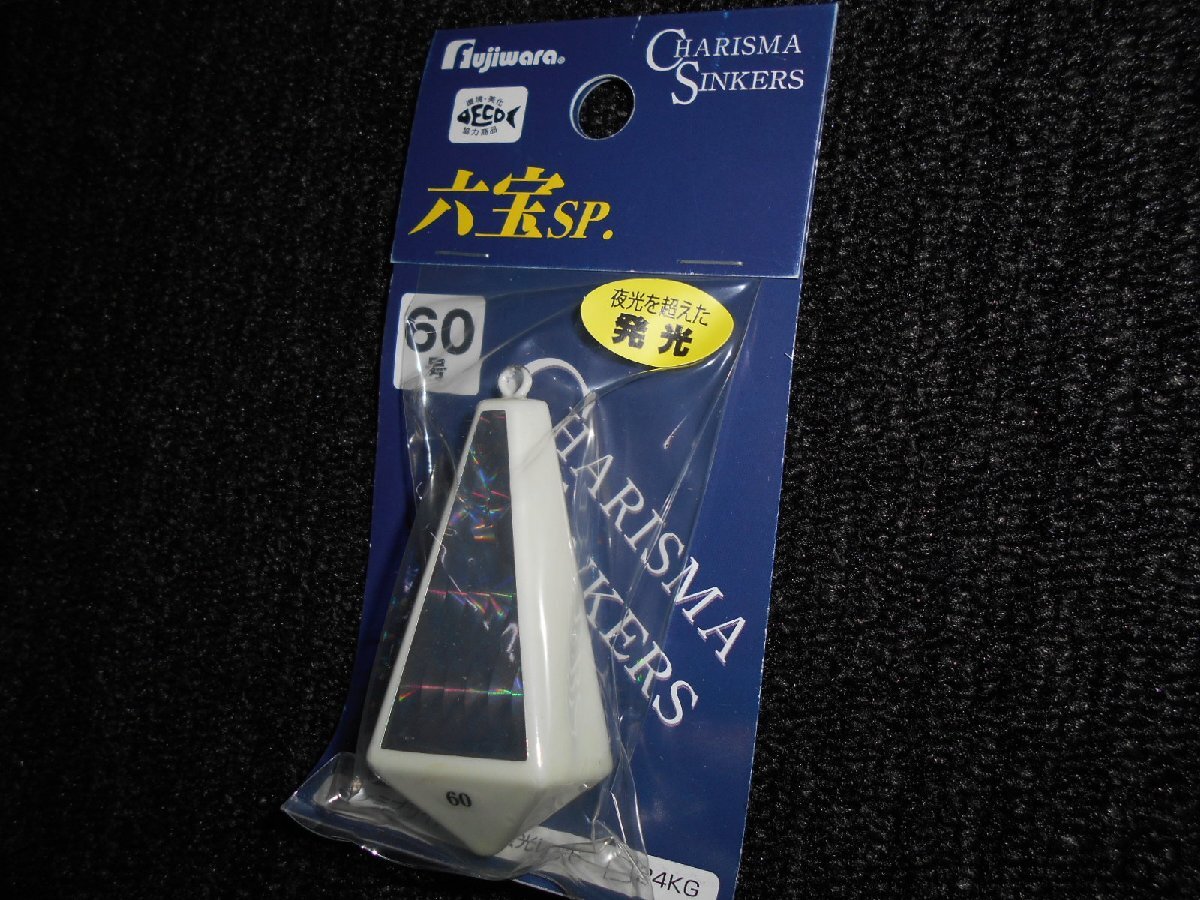 Fujiwara®
CHARISMA
SINKERS
環境・美化
ECO
協力商品
六宝SP.
夜光を超えた
発光
60
号
CHARISMA
SINKERS
60
24KG